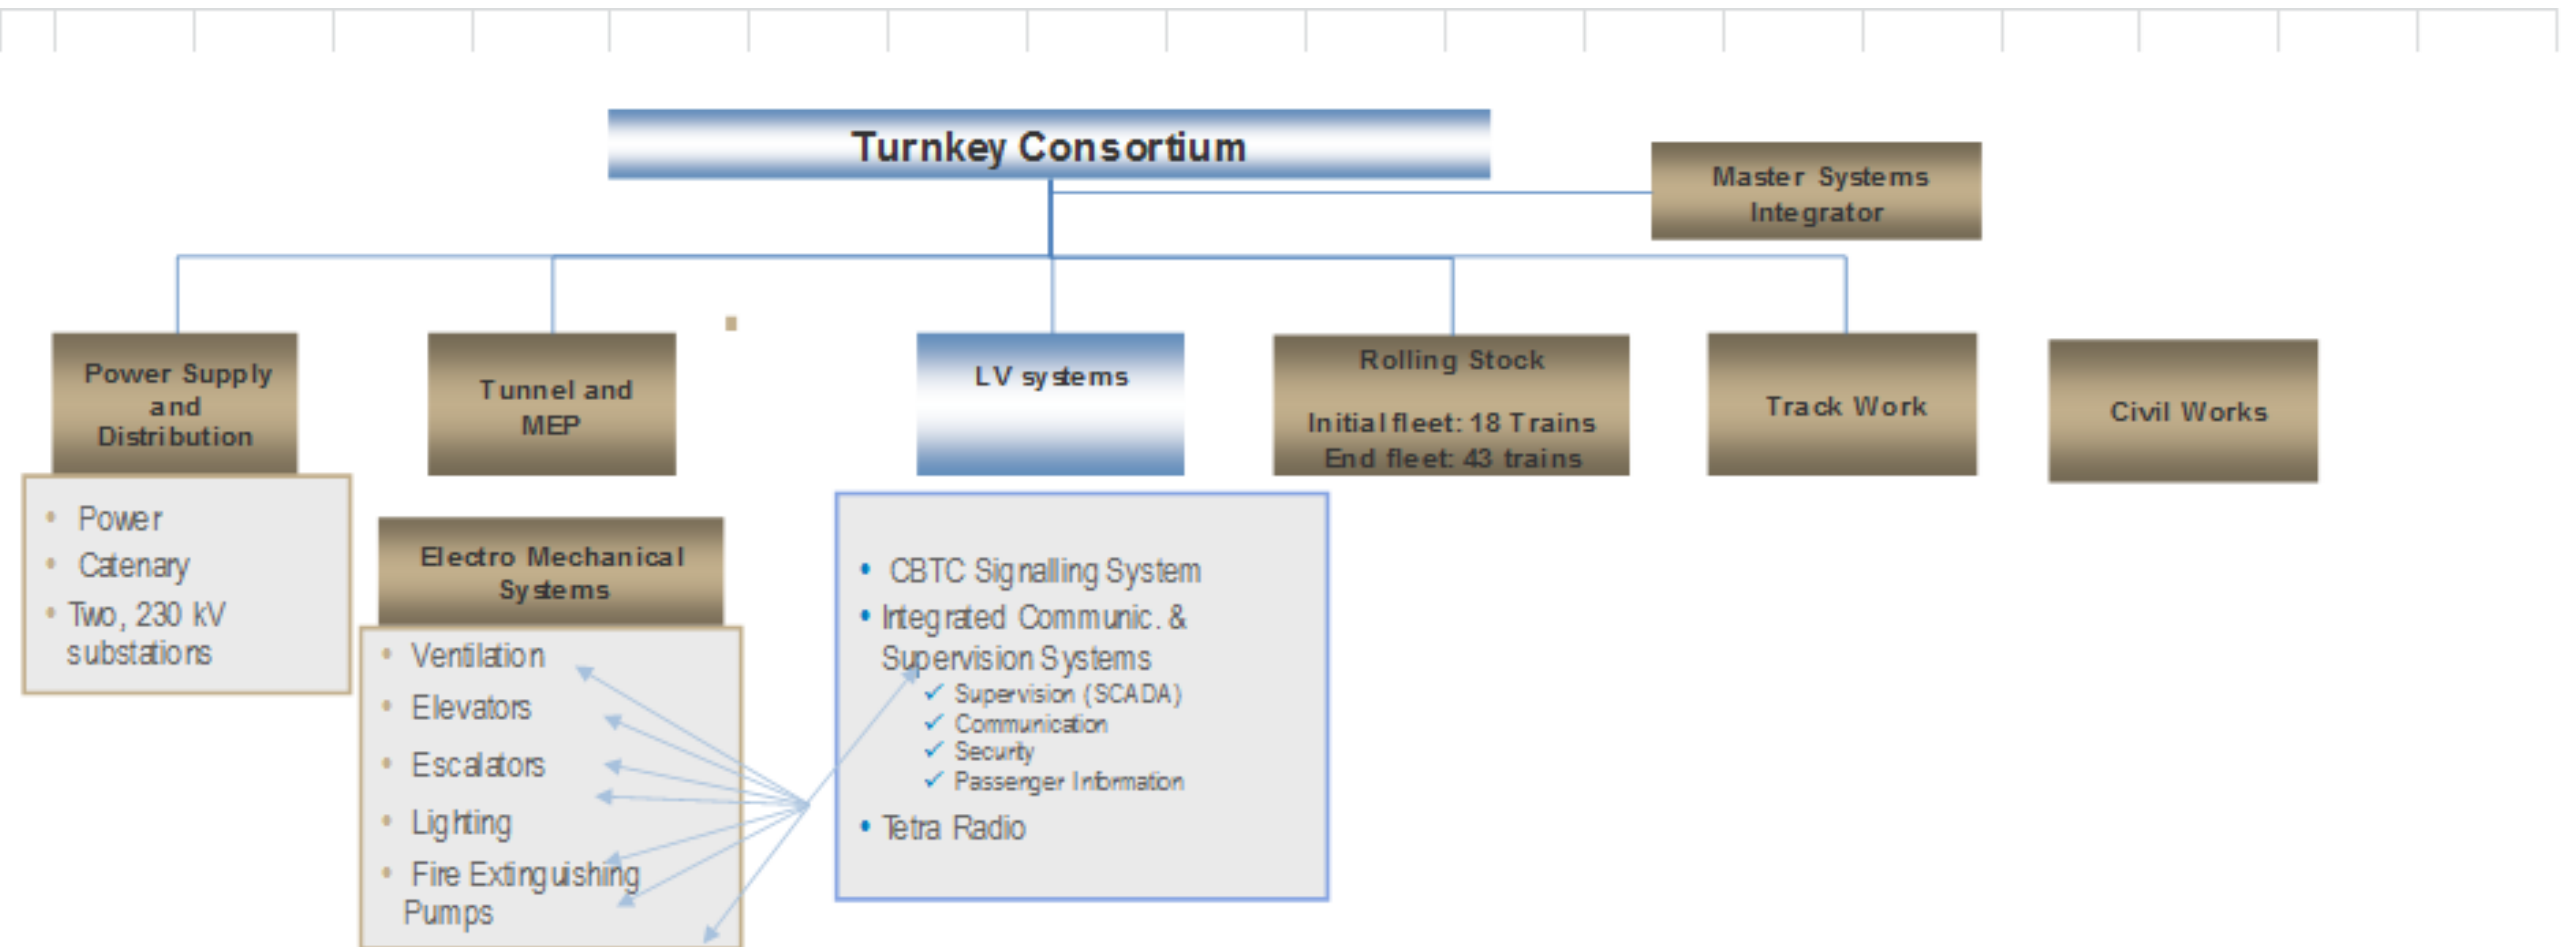 Turnkey Consortium
Master Systems
Integrator
Power Supply
and
Distribution
Tunnel and
MEP
LV systems
Rolling Stock
Initial fleet: 18 Trains
End fleet: 43 trains
Track Work
Civil Works
• Power
• Catenary
• Two, 230 kV
substations
Electro Mechanical
Systems
• Ventilation
• Elevators
• Escalators
• Lighting
• Fire Extinguishing
Pumps
• CBTC Signalling System
• Integrated Communic. &
Supervision Systems
✓ Supervision (SCADA)
✓ Communication
✓ Security
✓ Passenger Information
• Tetra Radio